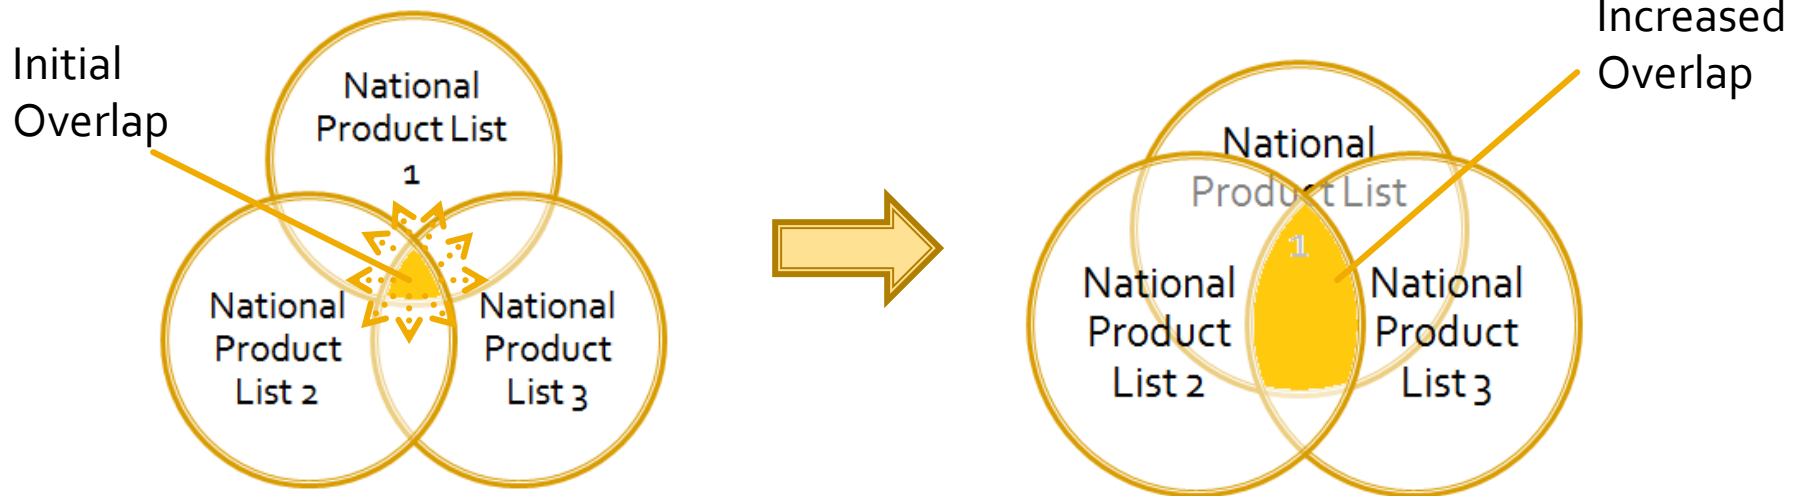 Initial
Overlap
National
Product List
1
National
Product
List 2
National
Product
List 3
Increased
Overlap
National
Product List
1
National
Product
List 2
National
Product
List 3